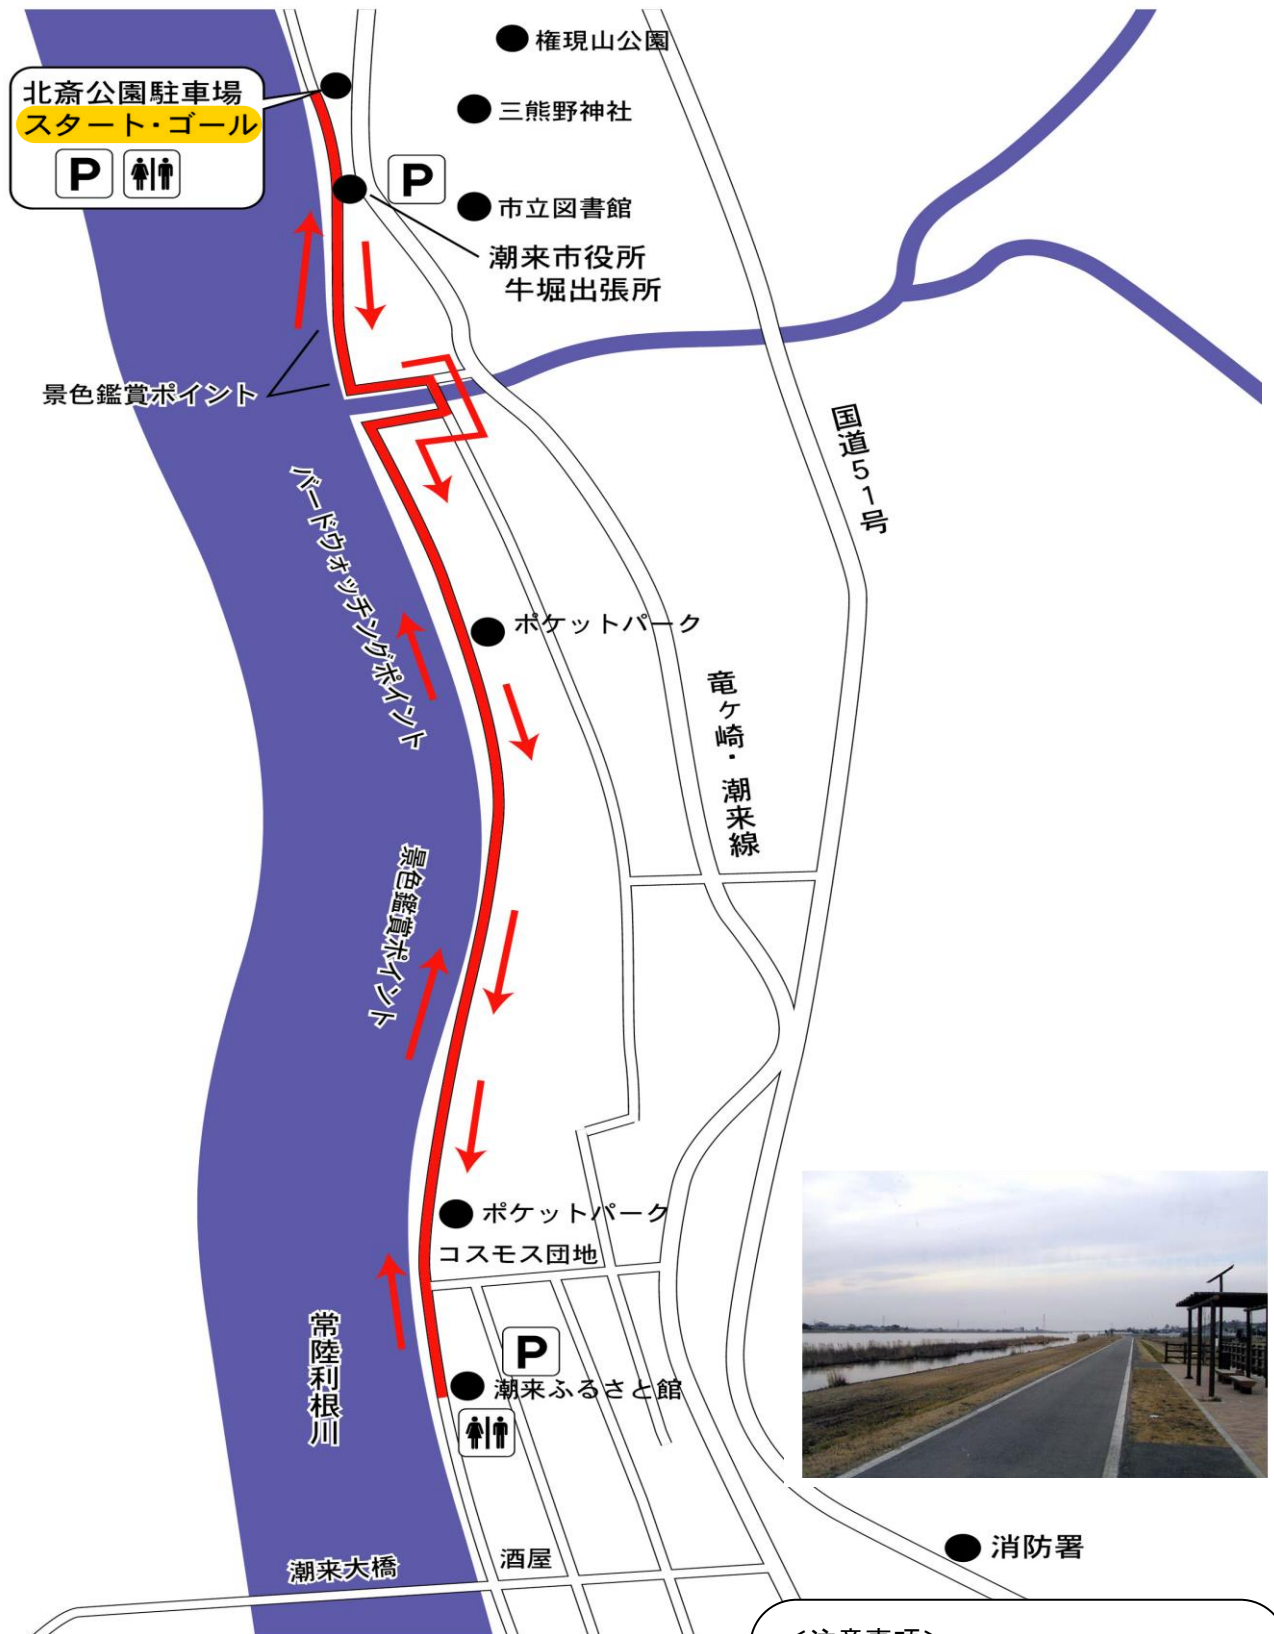 権現山公園
北斎公園駐車場
スタート・ゴール
P
三熊野神社
P
市立図書館
潮来市役所
牛堀出張所
景色鑑賞ポイント
国道51号
バードウォッチングポイント
ポケットパーク
竜ヶ崎・潮来線
景色鑑賞ポイント
ポケットパーク
コスモス団地
常陸利根川
P
潮来ふるさと館
消防署
酒屋
潮来大橋